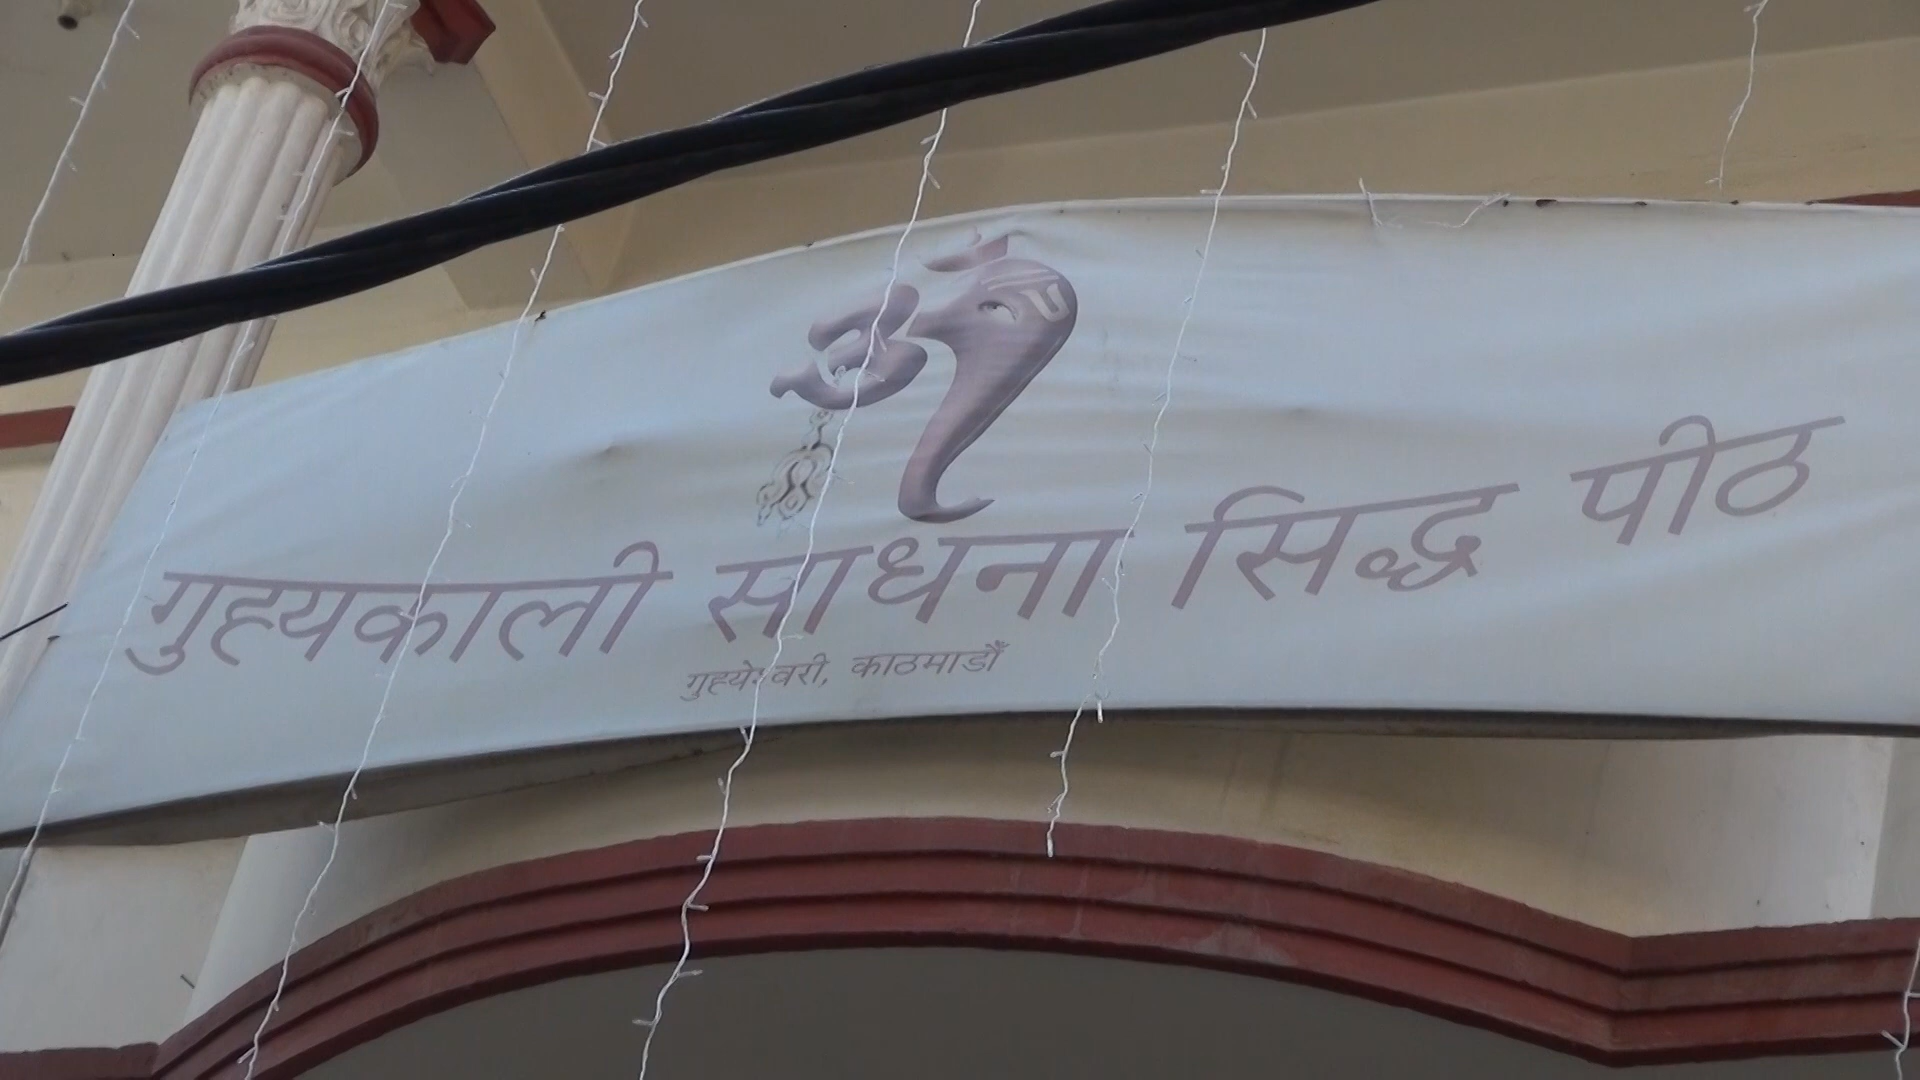 गुह्यकाली साधना सिद्ध पीठ
गुह्येश्वरी, काठमाडौँ